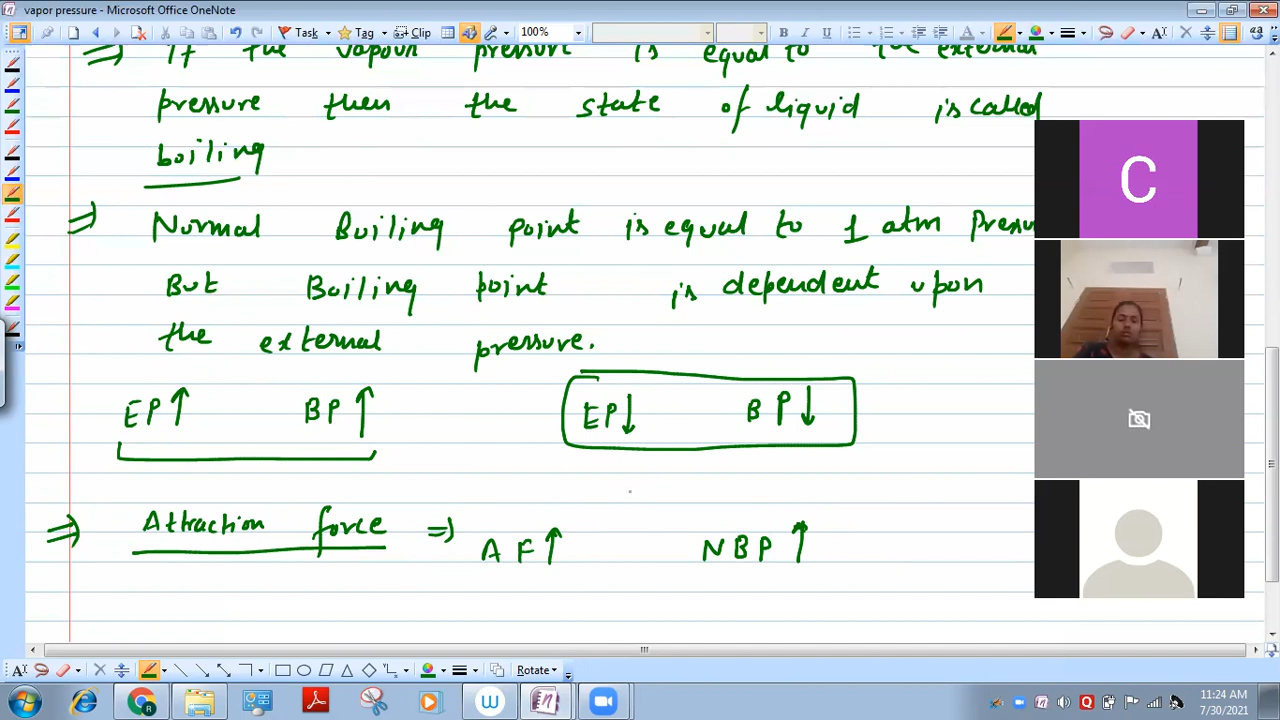 vapor pressure - Microsoft Office OneNote
Task Tag Clip 100% B I U A
⇒ If the vapour pressure is equal to the external
pressure then the state of liquid is called
boiling
⇒ Normal Boiling point is equal to 1 atm Pressu
But Boiling point is dependent upon
the external pressure.
EP↑ BP↑ EP↓ BP↓
⇒ Attraction force ⇒ AF↑ NBP↑
C
Rotate
11:24 AM
7/30/2021